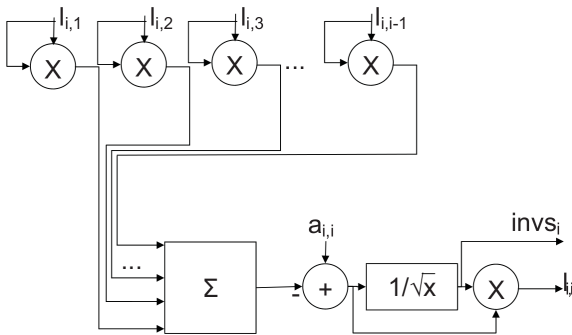 l_{i,1} l_{i,2} l_{i,3} l_{i,i-1}
X X X ... X
a_{i,i} invs_i
... Σ - + 1/√x X l_{i,i}